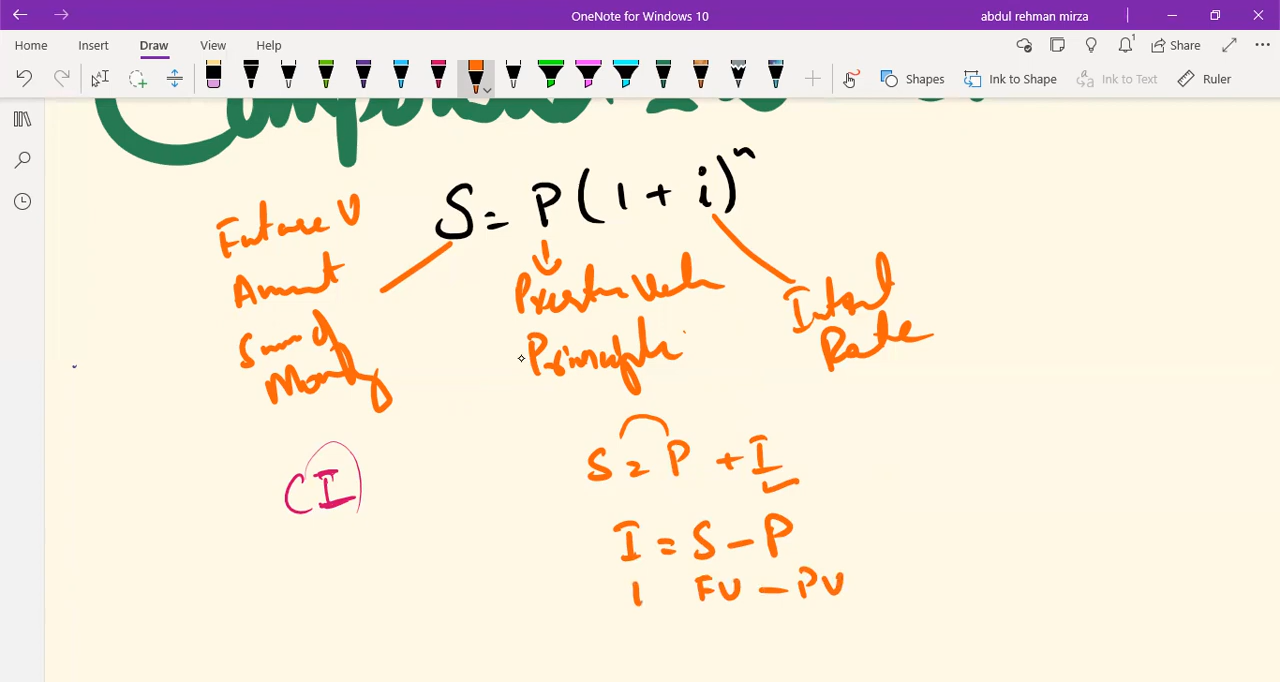 OneNote for Windows 10
abdul rehman mirza
Home Insert Draw View Help
Share
Shapes
Ink to Shape
Ink to Text
Ruler
S = P(1 + i)^n
Future V
Amount
Sum of
Money
Present Value
Principle
Interest
Rate
CI
S = P + I
I = S - P
I FV - PV